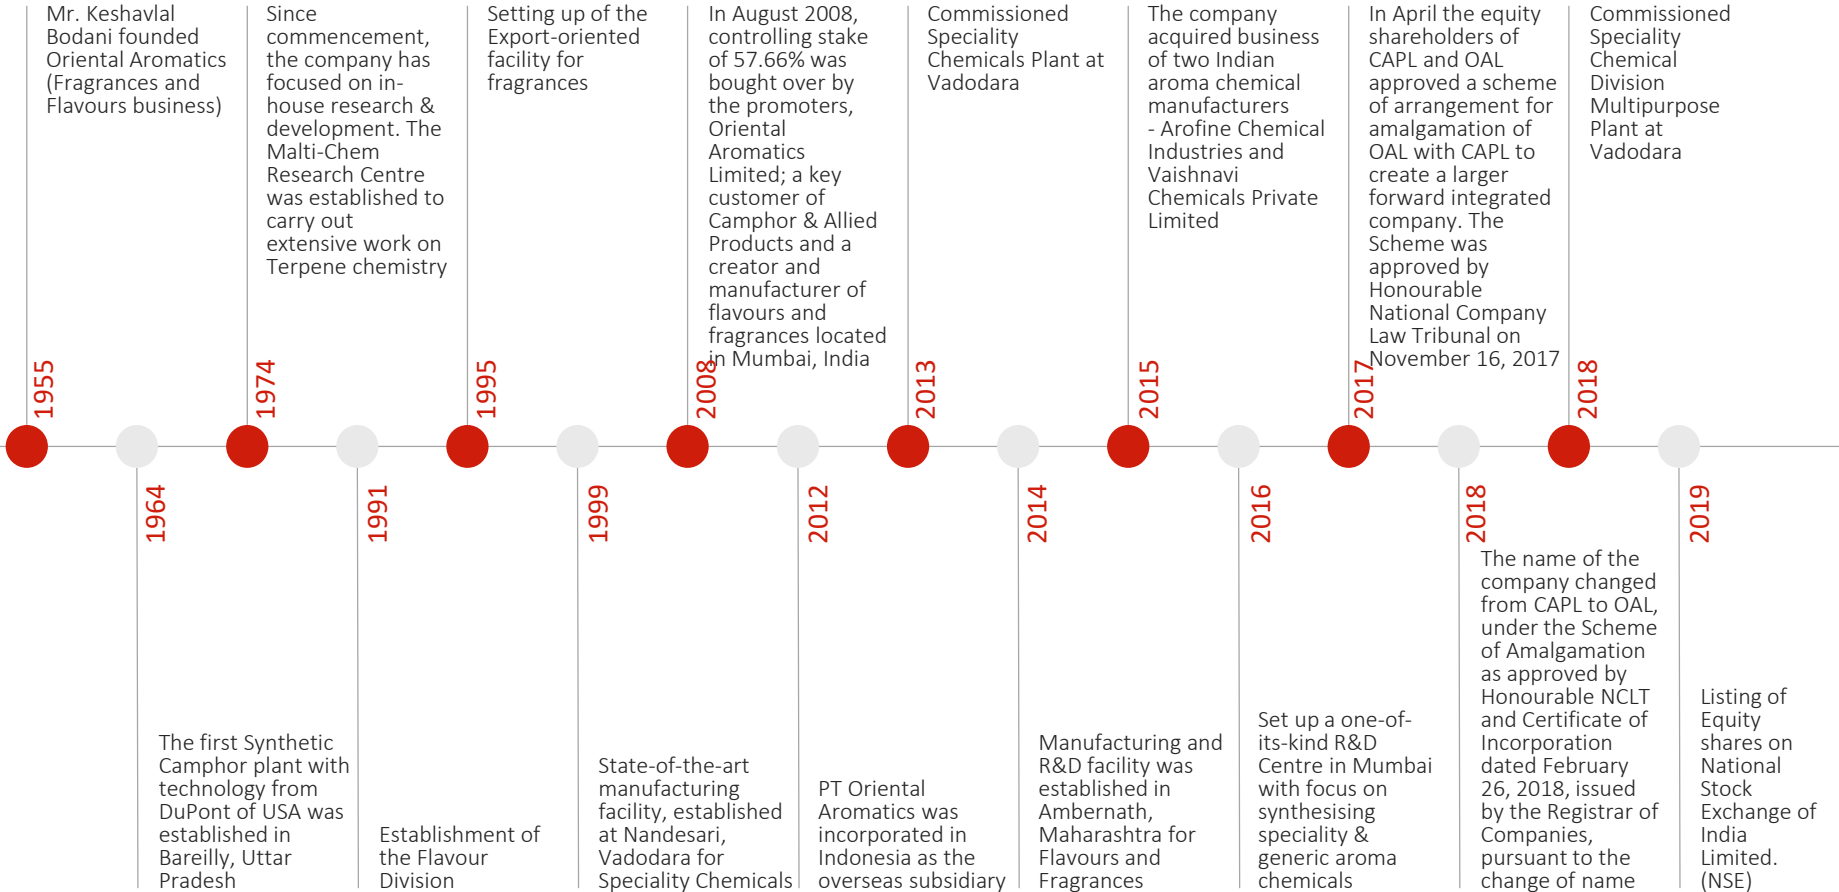 Mr. Keshavlal
Bodani founded
Oriental Aromatics
(Fragrances and
Flavours business)
1955
The first Synthetic
Camphor plant with
technology from
DuPont of USA was
established in
Bareilly, Uttar
Pradesh
1964
Since
commencement,
the company has
focused on in-
house research &
development. The
Malti-Chem
Research Centre
was established to
carry out
extensive work on
Terpene chemistry
1974
Establishment of
the Flavour
Division
1991
Setting up of the
Export-oriented
facility for
fragrances
1995
State-of-the-art
manufacturing
facility, established
at Nandesari,
Vadodara for
Speciality Chemicals
1999
In August 2008,
controlling stake
of 57.66% was
bought over by
the promoters,
Oriental
Aromatics
Limited; a key
customer of
Camphor & Allied
Products and a
creator and
manufacturer of
flavours and
fragrances located
in Mumbai, India
2008
PT Oriental
Aromatics was
incorporated in
Indonesia as the
overseas subsidiary
2012
Commissioned
Speciality
Chemicals Plant at
Vadodara
2013
Manufacturing and
R&D facility was
established in
Ambernath,
Maharashtra for
Flavours and
Fragrances
2014
The company
acquired business
of two Indian
aroma chemical
manufacturers
- Arofine Chemical
Industries and
Vaishnavi
Chemicals Private
Limited
2015
Set up a one-of-
its-kind R&D
Centre in Mumbai
with focus on
synthesising
speciality &
generic aroma
chemicals
2016
In April the equity
shareholders of
CAPL and OAL
approved a scheme
of arrangement for
amalgamation of
OAL with CAPL to
create a larger
forward integrated
company. The
Scheme was
approved by
Honourable
National Company
Law Tribunal on
November 16, 2017
2017
2018
The name of the
company changed
from CAPL to OAL,
under the Scheme
of Amalgamation
as approved by
Honourable NCLT
and Certificate of
Incorporation
dated February
26, 2018, issued
by the Registrar of
Companies,
pursuant to the
change of name
Commissioned
Speciality
Chemical
Division
Multipurpose
Plant at
Vadodara
2018
2019
Listing of
Equity
shares on
National
Stock
Exchange of
India
Limited.
(NSE)